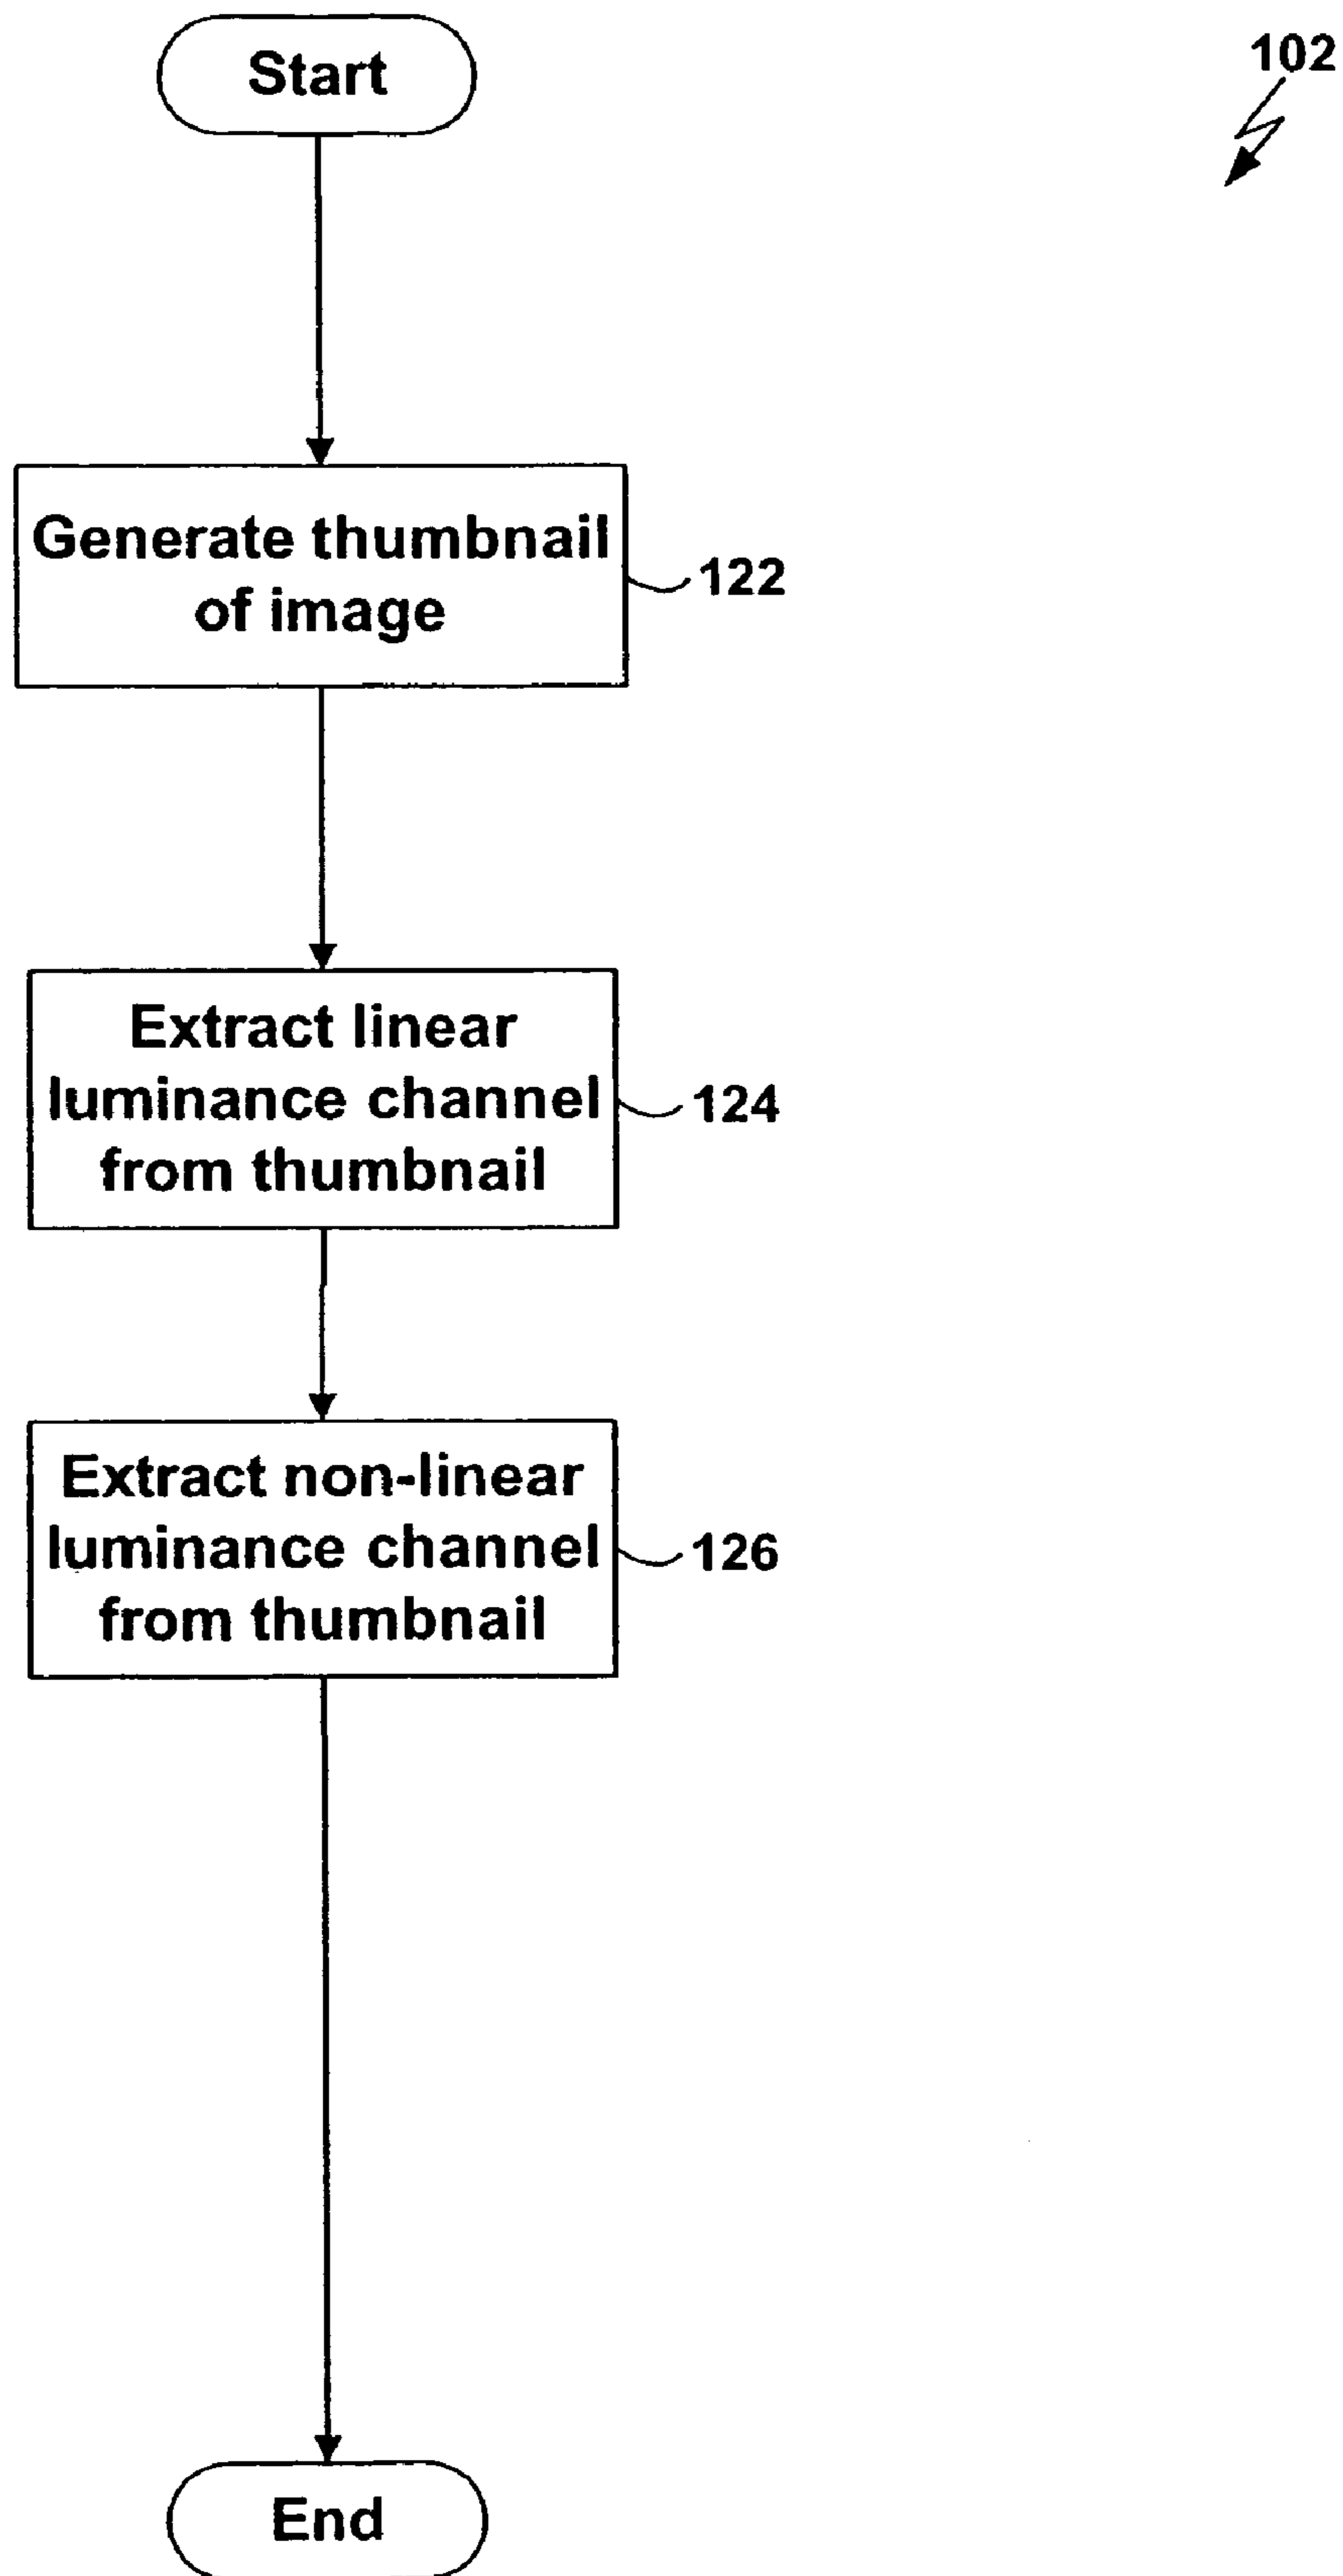 Start
102
Generate thumbnail
of image
122
Extract linear
luminance channel
from thumbnail
124
Extract non-linear
luminance channel
from thumbnail
126
End